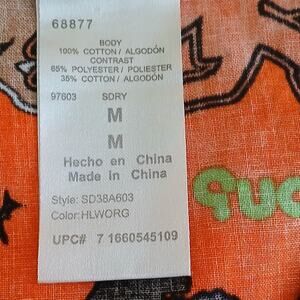 68877
BODY
100% COTTON / ALGODÓN
CONTRAST
65% POLYESTER / POLIESTER
35% COTTON / ALGODÓN
97603 SDRY
M
M
Hecho en China
Made in China
Style: SD38A603
Color: HLWORG
UPC# 7 1660545109